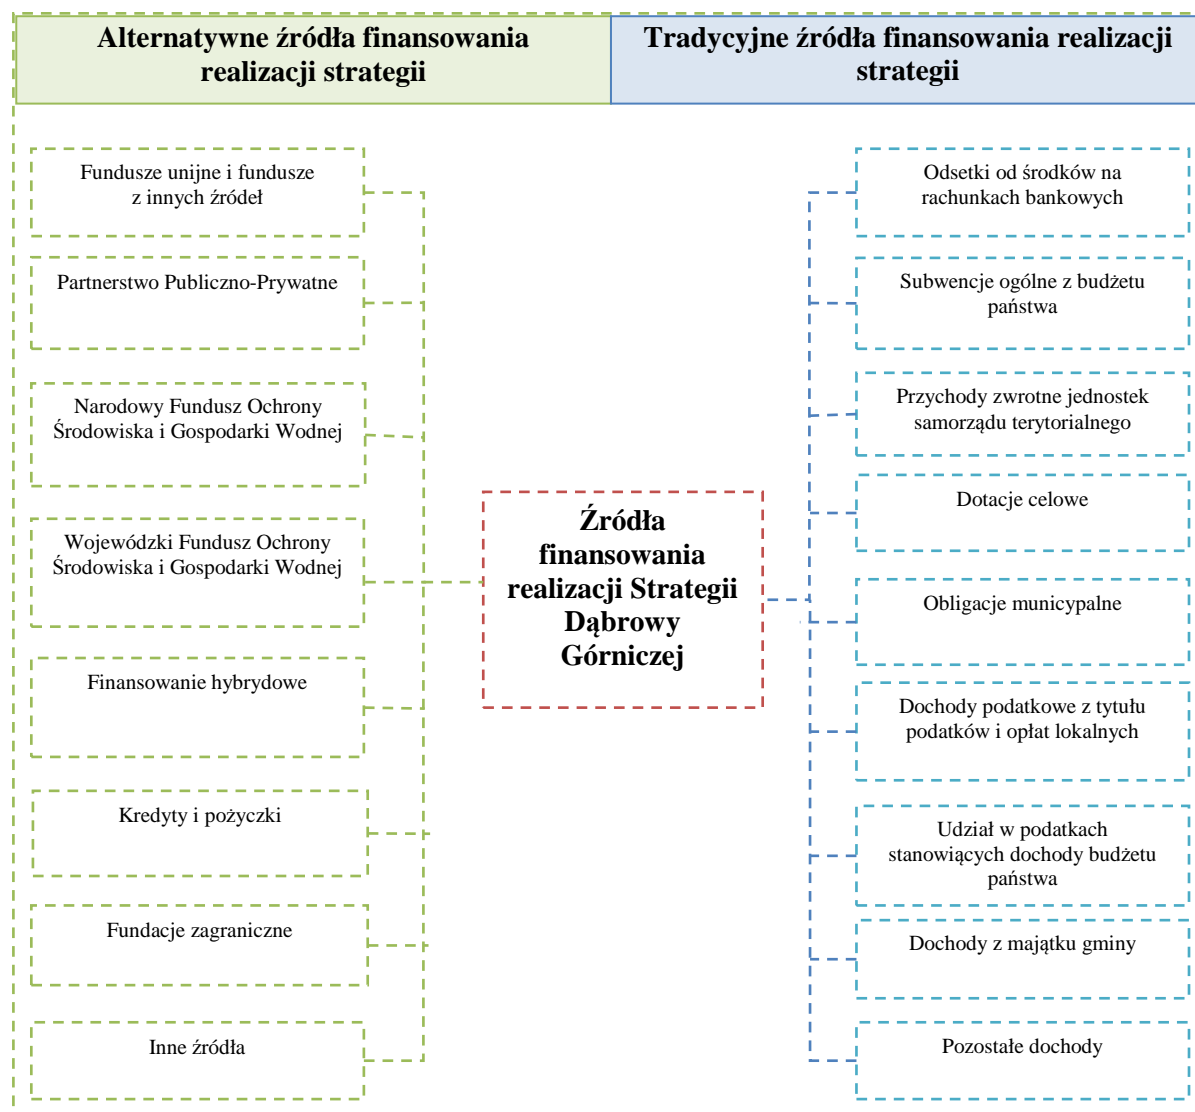 Alternatywne źródła finansowania
realizacji strategii
Tradycyjne źródła finansowania realizacji
strategii
Fundusze unijne i fundusze
z innych źródeł
Partnerstwo Publiczno-Prywatne
Narodowy Fundusz Ochrony
Środowiska i Gospodarki Wodnej
Wojewódzki Fundusz Ochrony
Środowiska i Gospodarki Wodnej
Finansowanie hybrydowe
Kredyty i pożyczki
Fundacje zagraniczne
Inne źródła
Źródła
finansowania
realizacji Strategii
Dąbrowy
Górniczej
Odsetki od środków na
rachunkach bankowych
Subwencje ogólne z budżetu
państwa
Przychody zwrotne jednostek
samorządu terytorialnego
Dotacje celowe
Obligacje municypalne
Dochody podatkowe z tytułu
podatków i opłat lokalnych
Udział w podatkach
stanowiących dochody budżetu
państwa
Dochody z majątku gminy
Pozostałe dochody